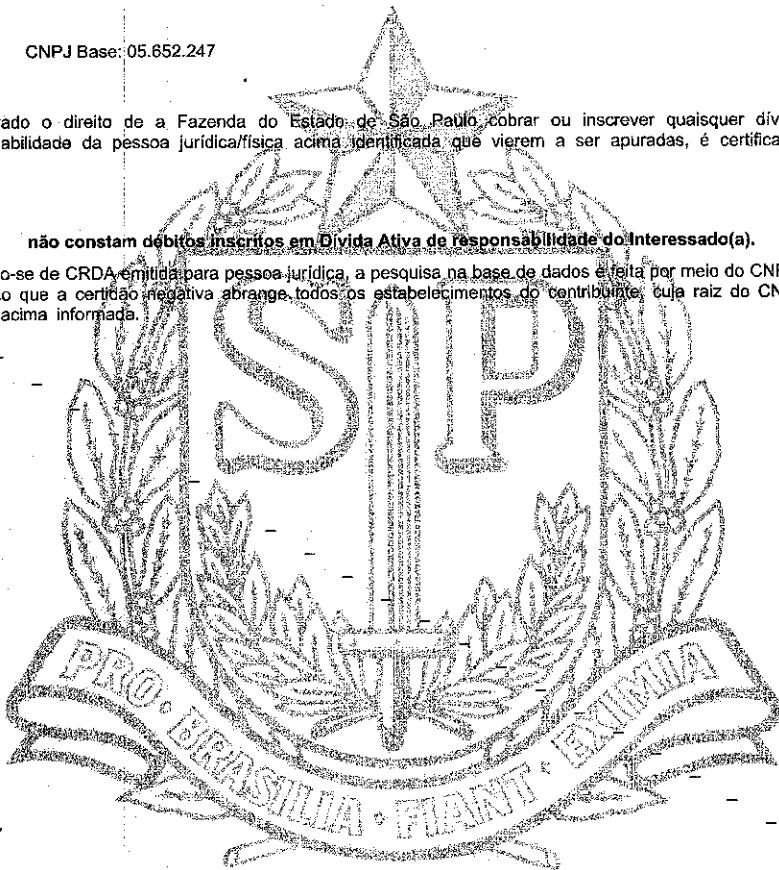 CNPJ Base: 05.652.247
ado o direito de a Fazenda do Estado de São Paulo cobrar ou inscrever quaisquer dív
abilidade da pessoa jurídica/física acima identificada que vierem a ser apuradas, é certifica
não constam débitos inscritos em Dívida Ativa de responsabilidade do Interessado(a).
o-se de CRDA emitida para pessoa jurídica, a pesquisa na base de dados é feita por meio do CNP
o que a certidão negativa abrange todos os estabelecimentos do contribuinte, cuja raiz do CN
acima informada.
SP
PRO · BRASILIA · FIANT · EXIMIA